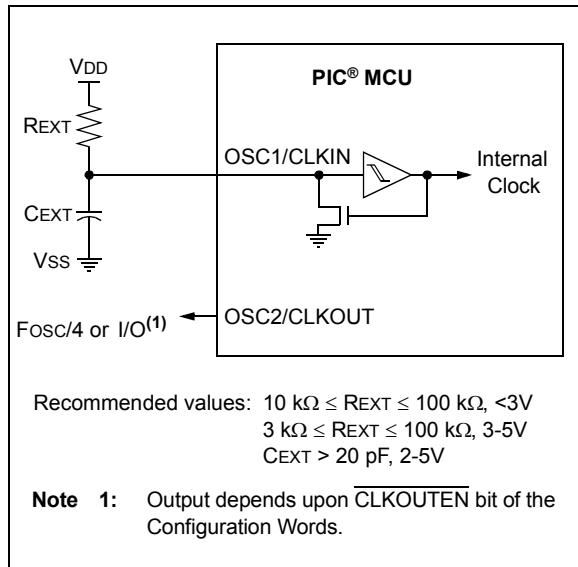 VDD
PIC® MCU
REXT
OSC1/CLKIN
Internal
Clock
CEXT
VSS
OSC2/CLKOUT
FOSC/4 or I/O(1)
Recommended values: 10 kΩ ≤ REXT ≤ 100 kΩ, <3V
3 kΩ ≤ REXT ≤ 100 kΩ, 3-5V
CEXT > 20 pF, 2-5V
Note 1: Output depends upon CLKOUTEN bit of the
Configuration Words.